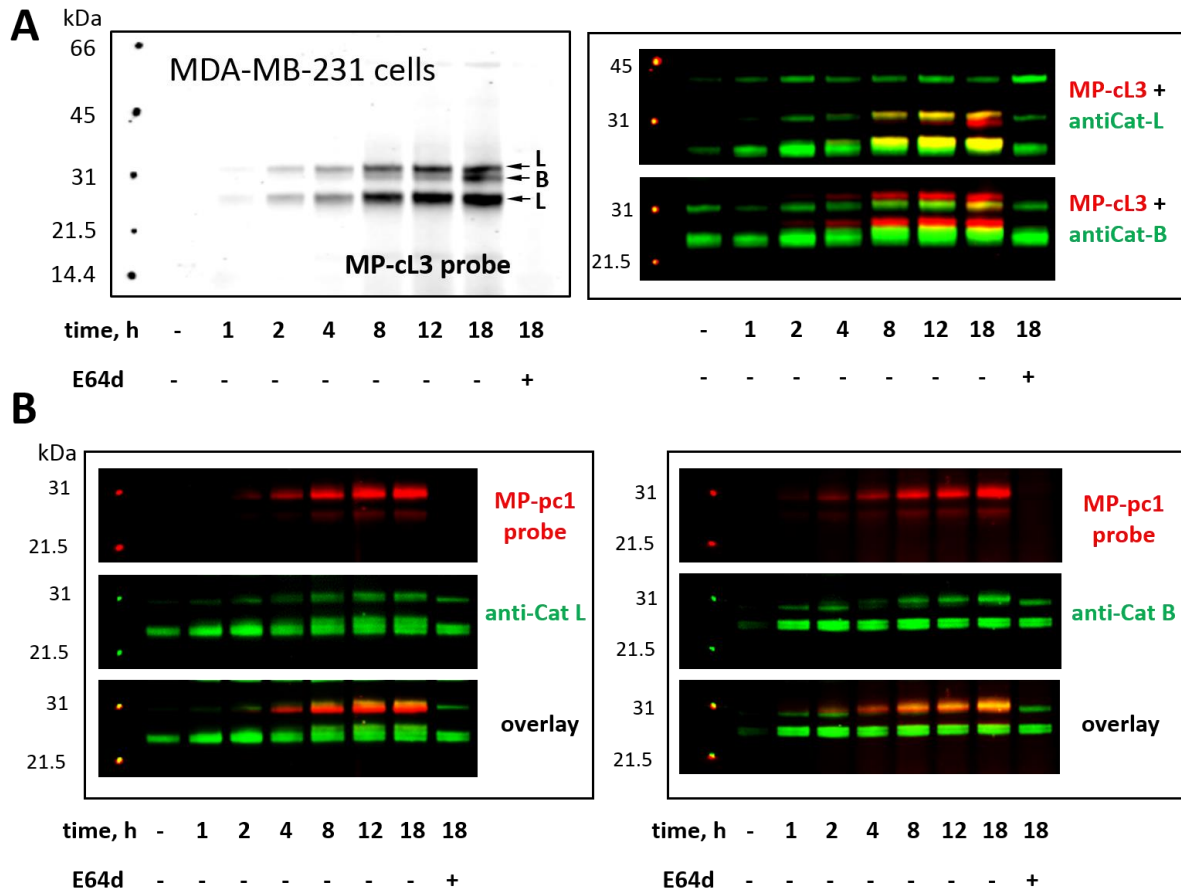 A
kDa
66
45
31
21.5
14.4
MDA-MB-231 cells
L
B
L
MP-cL3 probe
time, h - 1 2 4 8 12 18 18
E64d - - - - - - - +
45
31
MP-cL3 +
antiCat-L
31
21.5
MP-cL3 +
antiCat-B
- 1 2 4 8 12 18 18
- - - - - - - +
B
kDa
31
21.5
MP-pc1
probe
31
21.5
anti-Cat L
31
21.5
overlay
time, h - 1 2 4 8 12 18 18
E64d - - - - - - - +
31
21.5
MP-pc1
probe
31
21.5
anti-Cat B
31
21.5
overlay
time, h - 1 2 4 8 12 18 18
E64d - - - - - - - +